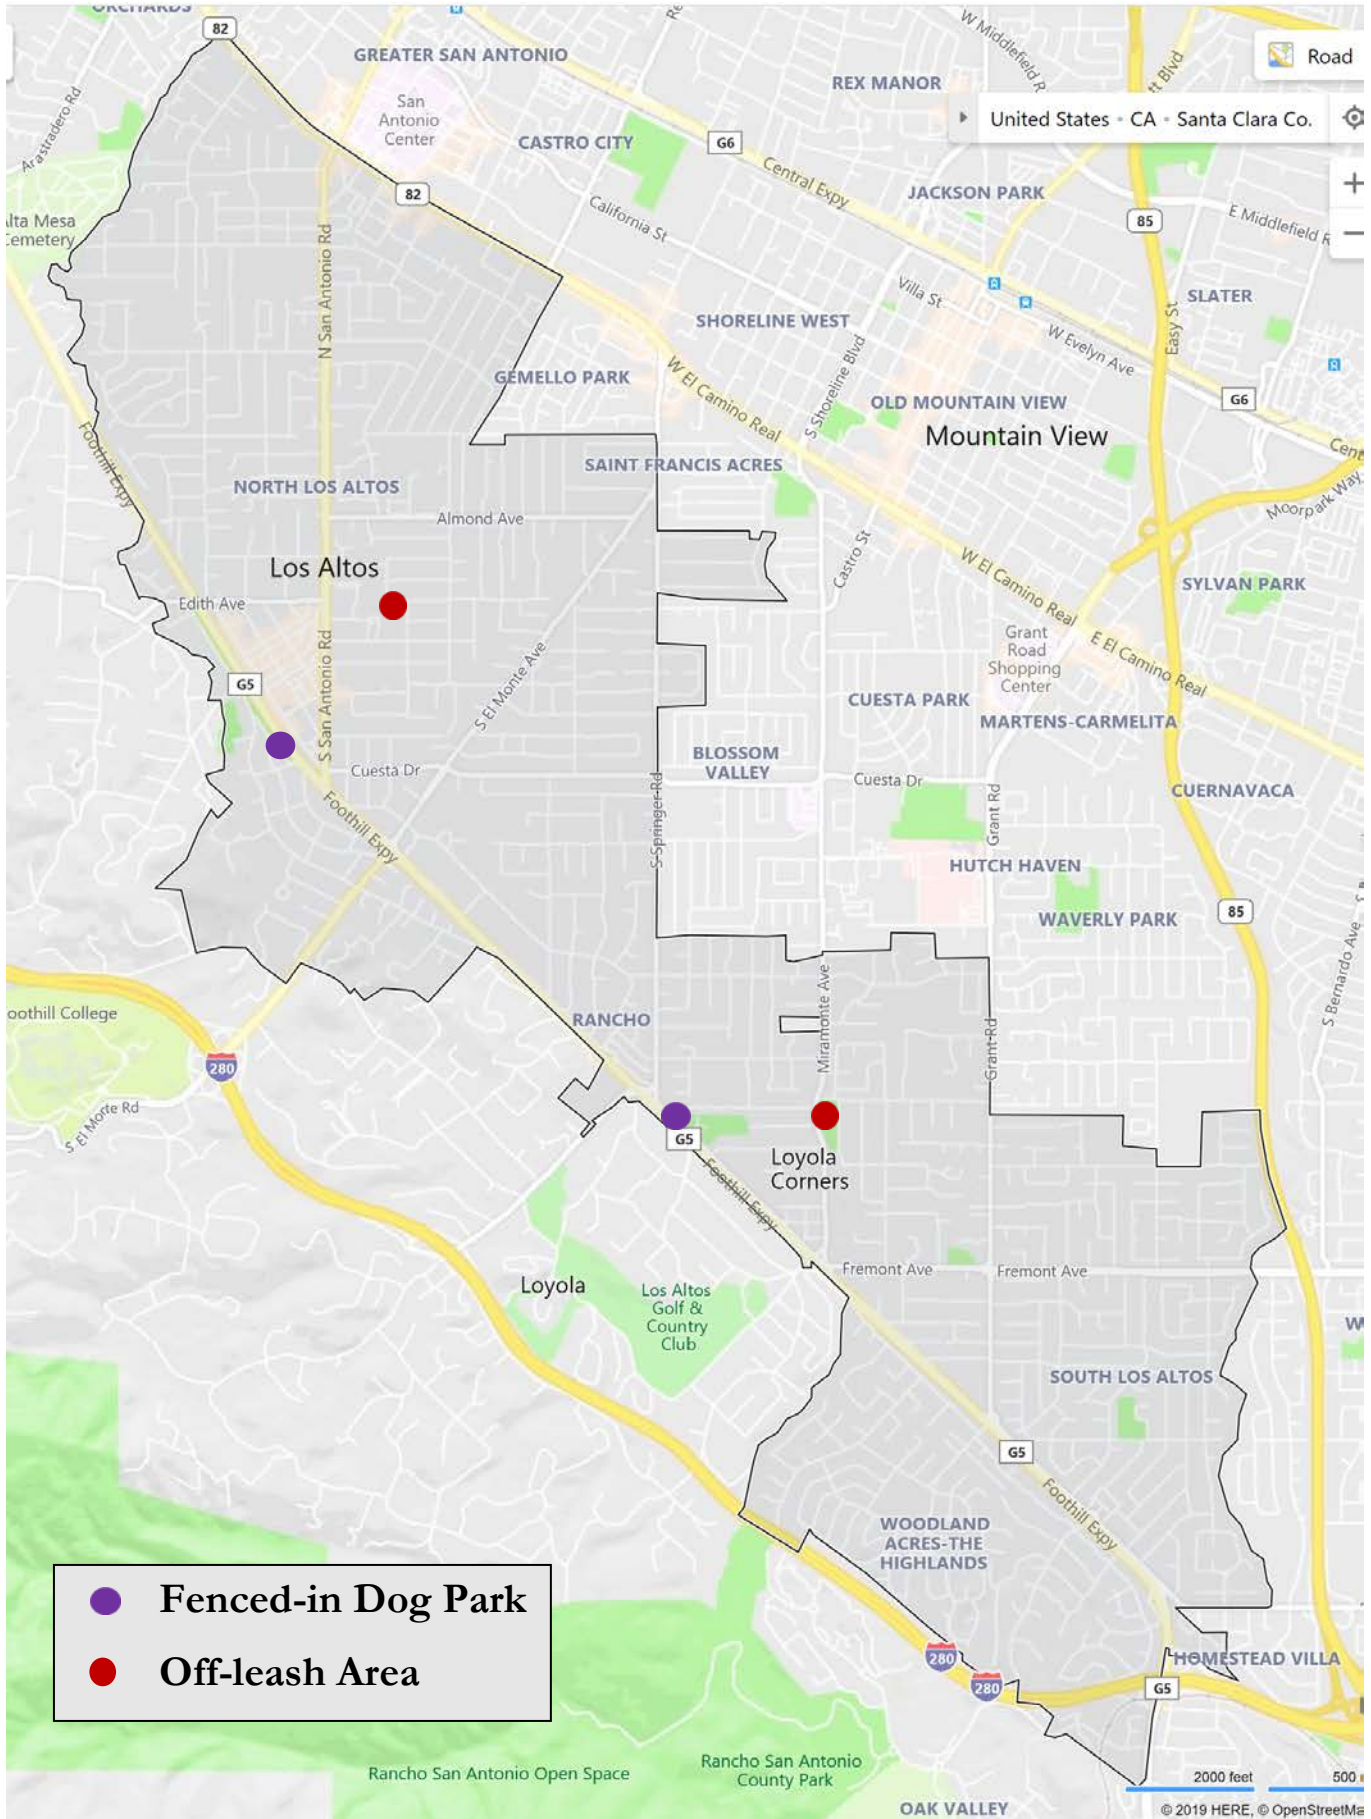 ORCHARDS
82
GREATER SAN ANTONIO
W Middlefield R
tt Blvd
Road
REX MANOR
Arastradero Rd
San
Antonio
Center
United States • CA • Santa Clara Co.
CASTRO CITY
G6
Central Expy
82
JACKSON PARK
California St
85
E Middlefield R
lta Mesa
emetery
N San Antonio Rd
Villa St
SLATER
SHORELINE WEST
W Evelyn Ave
Easy St
GEMELLO PARK
W El Camino Real
S Shoreline Blvd
G6
OLD MOUNTAIN VIEW
Mountain View
Cent
Foothill Expy
SAINT FRANCIS ACRES
NORTH LOS ALTOS
Moorpark Way
Almond Ave
Castro St
Los Altos
W El Camino Real
SYLVAN PARK
Edith Ave
Grant
Road
Shopping
Center
E El Camino Real
G5
S San Antonio Rd
S El Monte Ave
CUESTA PARK
MARTENS-CARMELITA
BLOSSOM
VALLEY
Cuesta Dr
Cuesta Dr
CUERNAVACA
Foothill Expy
S Springer Rd
Grant Rd
HUTCH HAVEN
WAVERLY PARK
85
S Bernardo Ave
oothill College
RANCHO
Miramonte Ave
Grant Rd
280
S El Monte Rd
G5
Loyola
Corners
Foothill Expy
Fremont Ave
Fremont Ave
Loyola
Los Altos
Golf &
Country
Club
W
SOUTH LOS ALTOS
G5
Foothill Expy
WOODLAND
ACRES-THE
HIGHLANDS
Fenced-in Dog Park
Off-leash Area
280
280
HOMESTEAD VILLA
G5
Rancho San Antonio Open Space
Rancho San Antonio
County Park
2000 feet
500
OAK VALLEY
© 2019 HERE, © OpenStreetMa